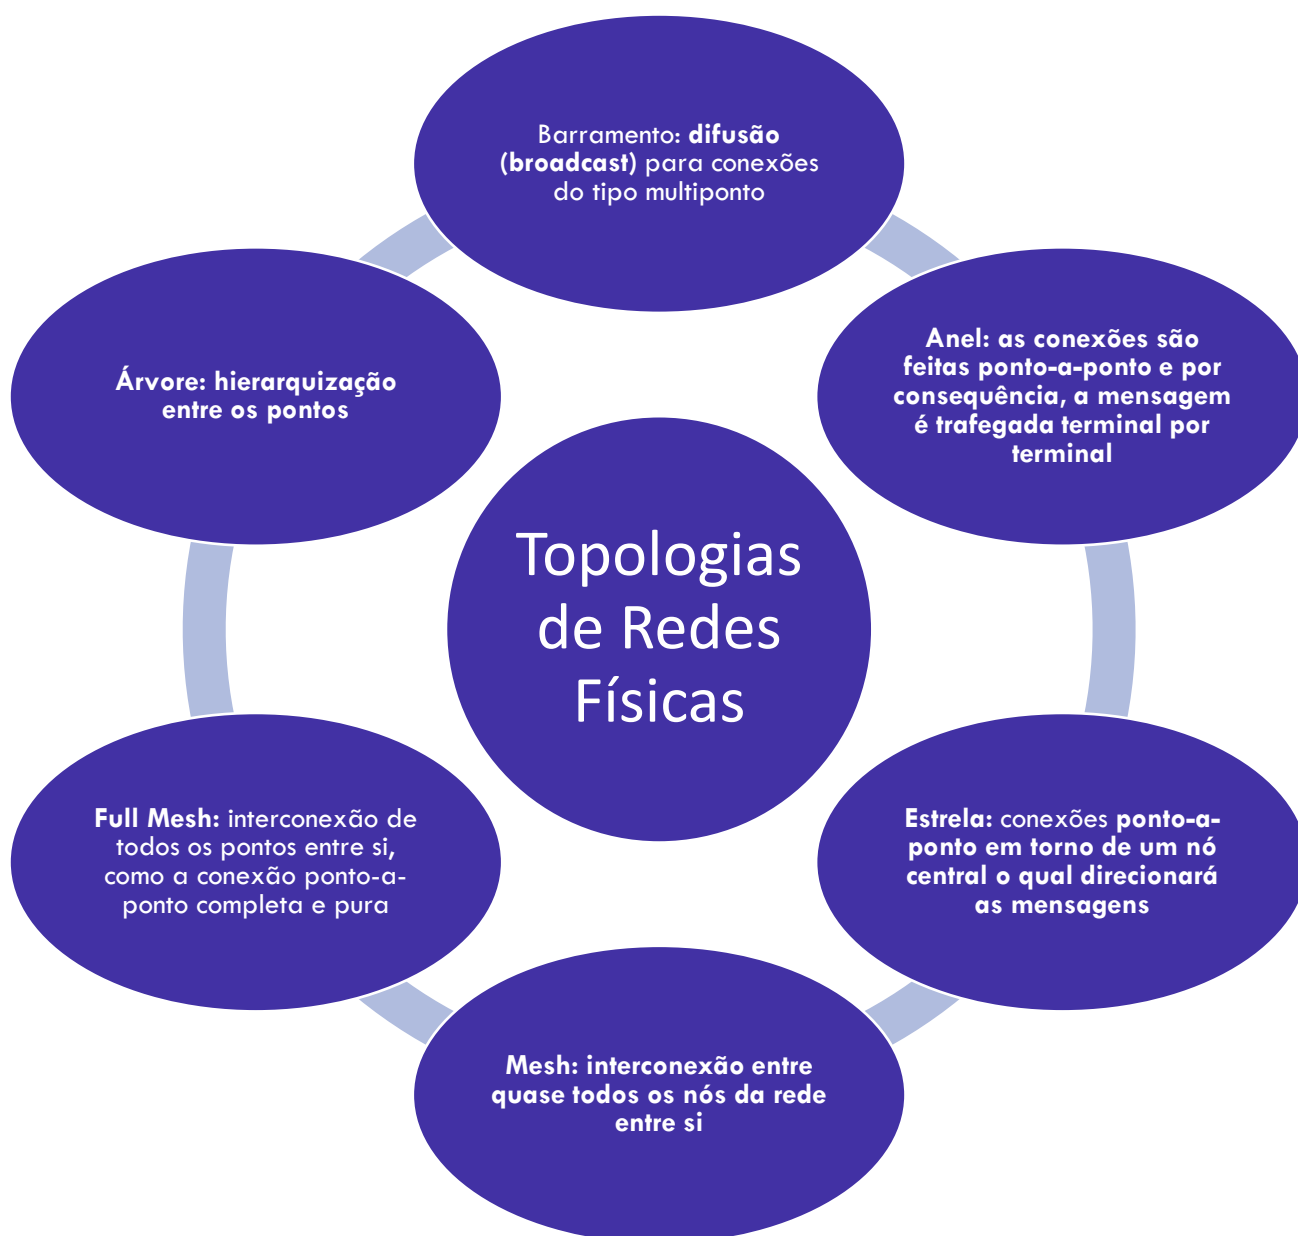 Barramento: difusão
(broadcast) para conexões
do tipo multiponto
Anel: as conexões são
feitas ponto-a-ponto e por
consequência, a mensagem
é trafegada terminal por
terminal
Estrela: conexões ponto-a-
ponto em torno de um nó
central o qual direcionará
as mensagens
Mesh: interconexão entre
quase todos os nós da rede
entre si
Full Mesh: interconexão de
todos os pontos entre si,
como a conexão ponto-a-
ponto completa e pura
Árvore: hierarquização
entre os pontos
Topologias
de Redes
Físicas